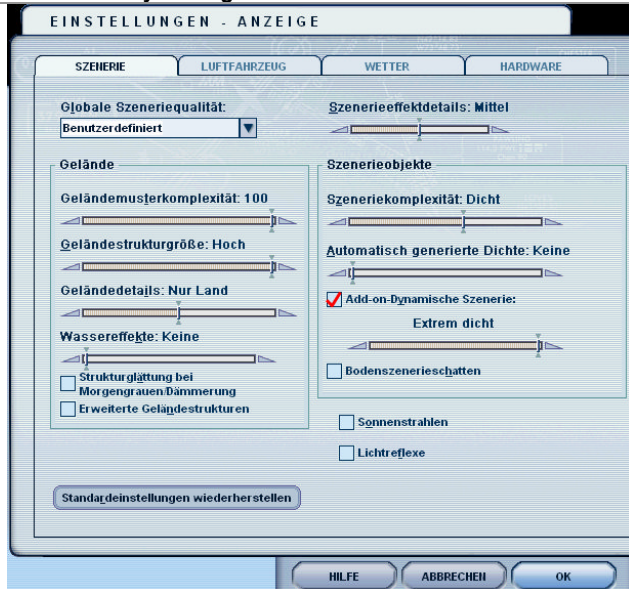 EINSTELLUNGEN - ANZEIGE
SZENERIE
LUFTFAHRZEUG
WETTER
HARDWARE
Globale Szeneriequalität:
Benutzerdefiniert
Szenerieeffektdetails: Mittel
Gelände
Geländemusterkomplexität: 100
Geländestrukturgröße: Hoch
Geländedetails: Nur Land
Wassereffekte: Keine
Strukturglättung bei
Morgengrauen/Dämmerung
Erweiterte Geländestrukturen
Szenerieobjekte
Szeneriekomplexität: Dicht
Automatisch generierte Dichte: Keine
Add-on-Dynamische Szenerie:
Extrem dicht
Bodenszenerieschatten
Sonnenstrahlen
Lichtreflexe
Standardeinstellungen wiederherstellen
HILFE
ABBRECHEN
OK